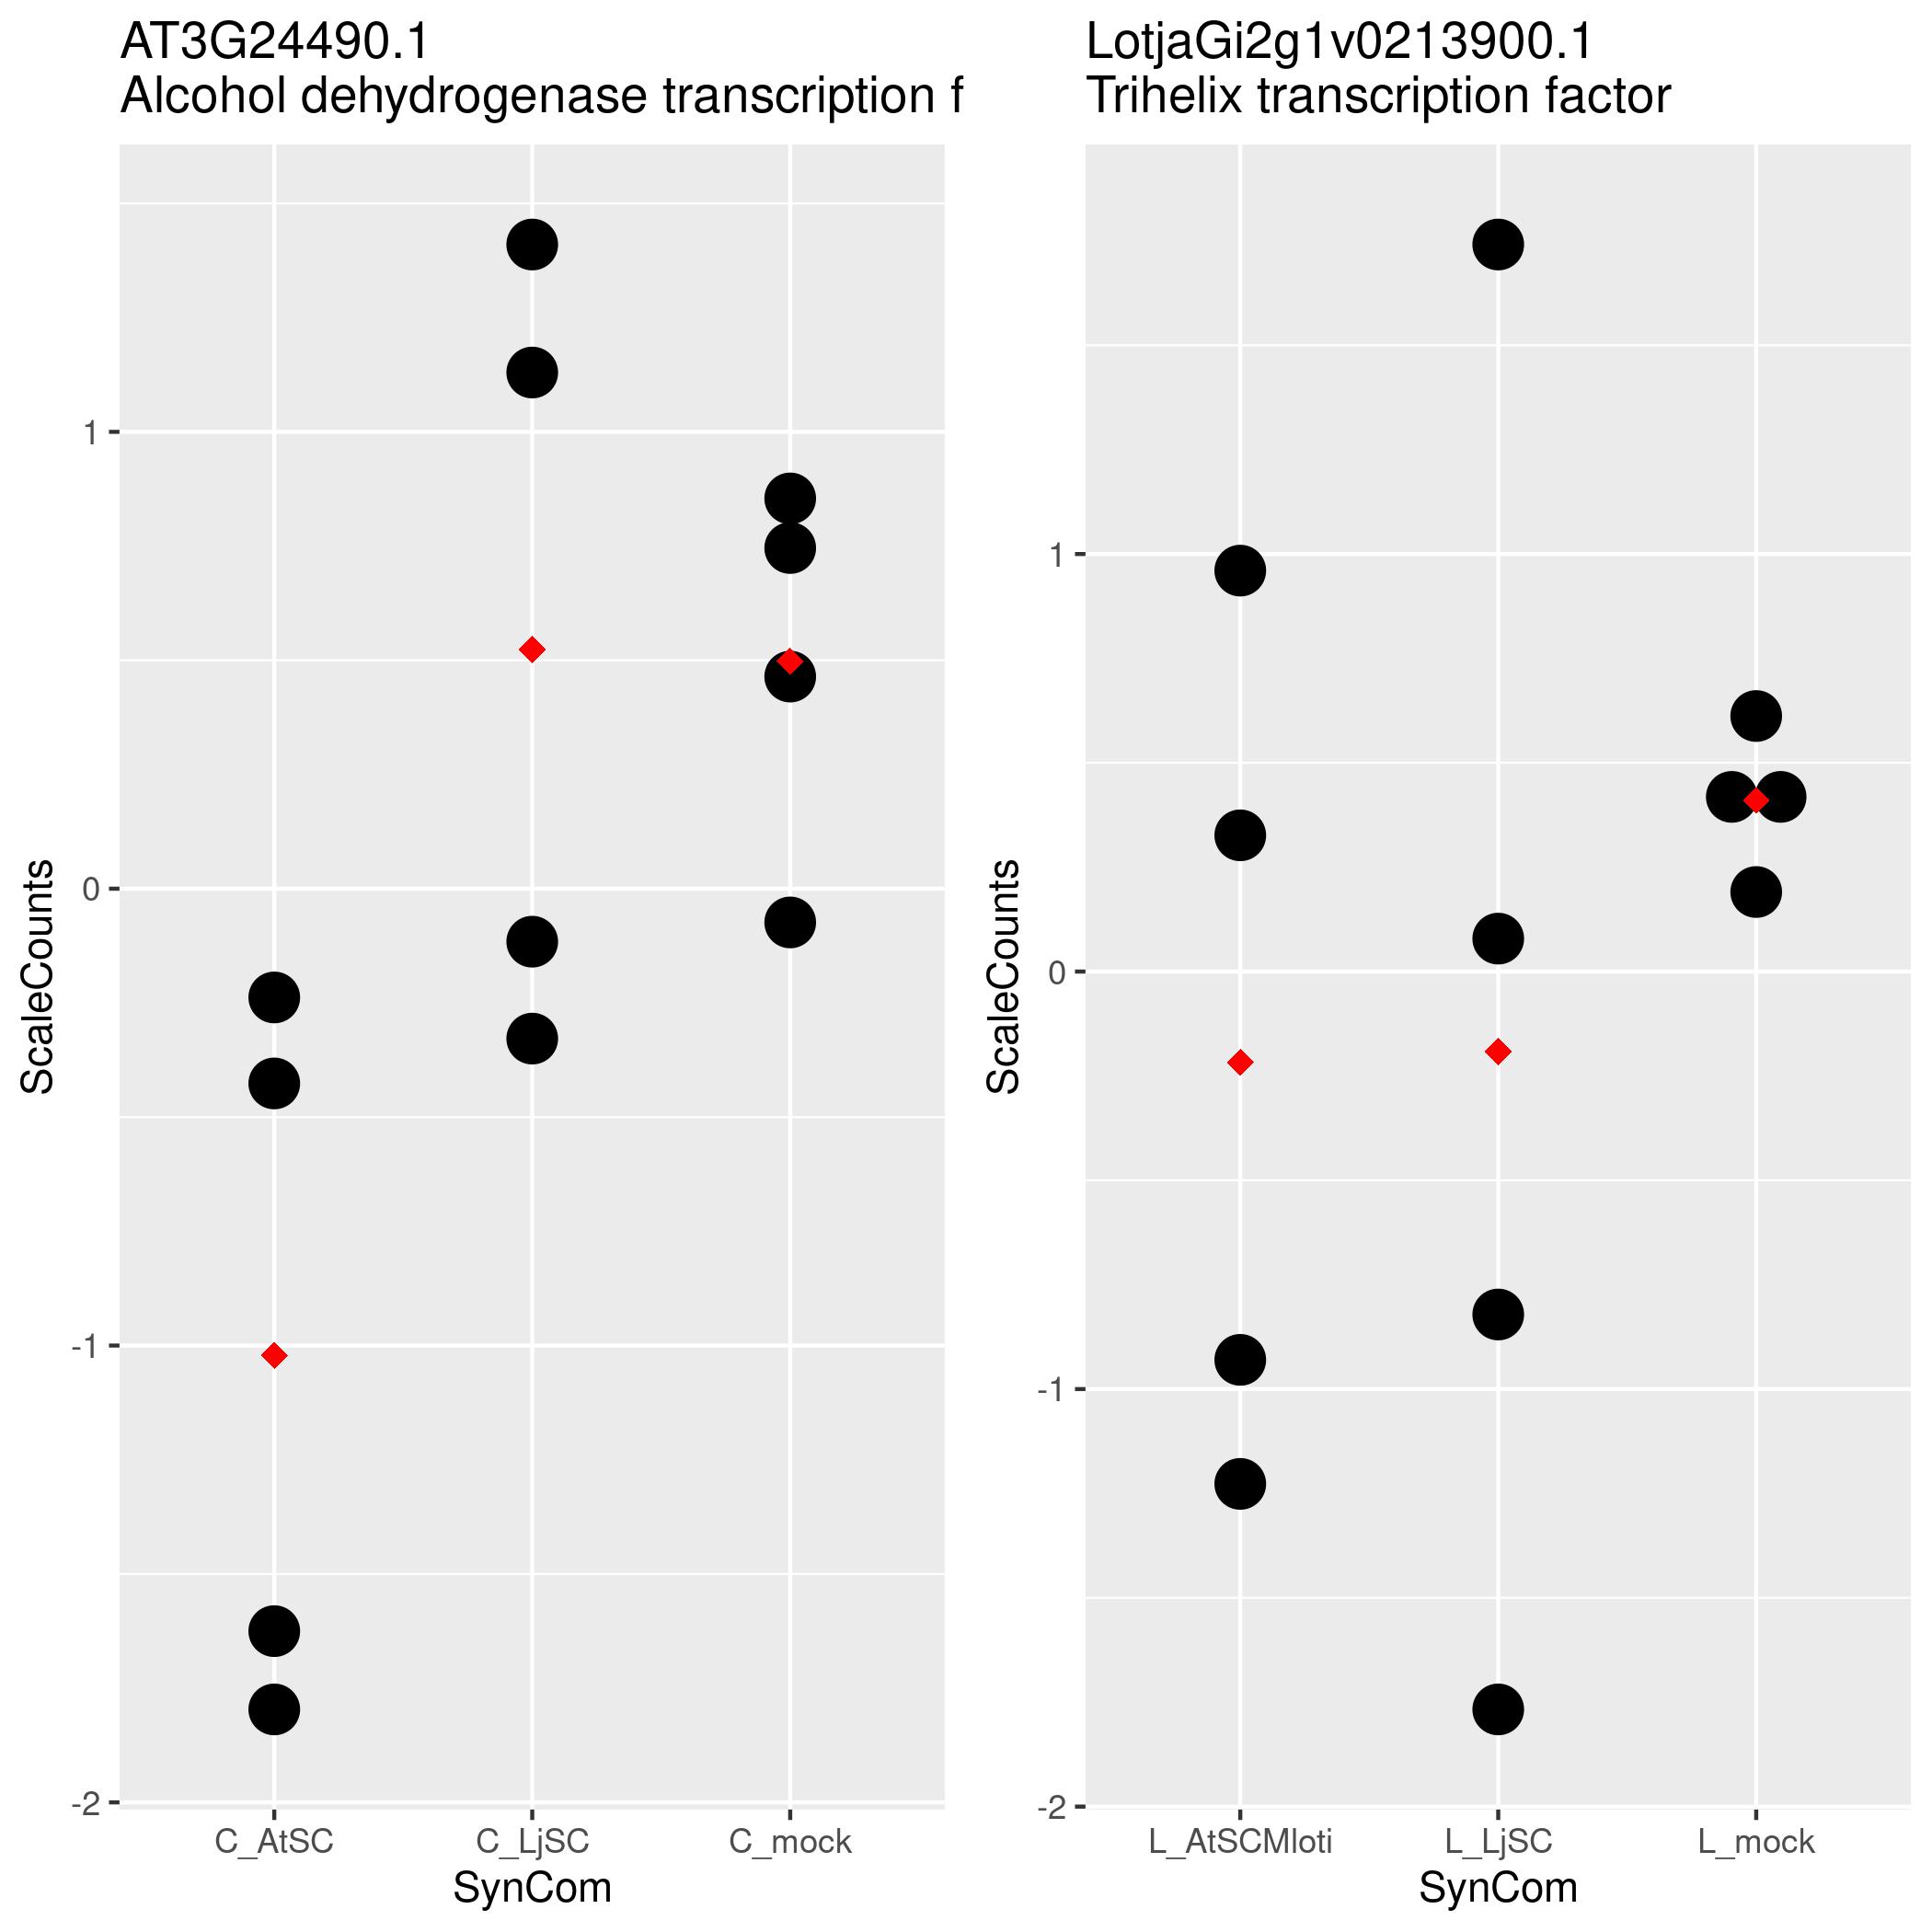 AT3G24490.1
Alcohol dehydrogenase transcription f
ScaleCounts
1
0
-1
-2
C_AtSC
C_LjSC
C_mock
SynCom
LotjaGi2g1v0213900.1
Trihelix transcription factor
ScaleCounts
1
0
-1
-2
L_AtSCMloti
L_LjSC
L_mock
SynCom